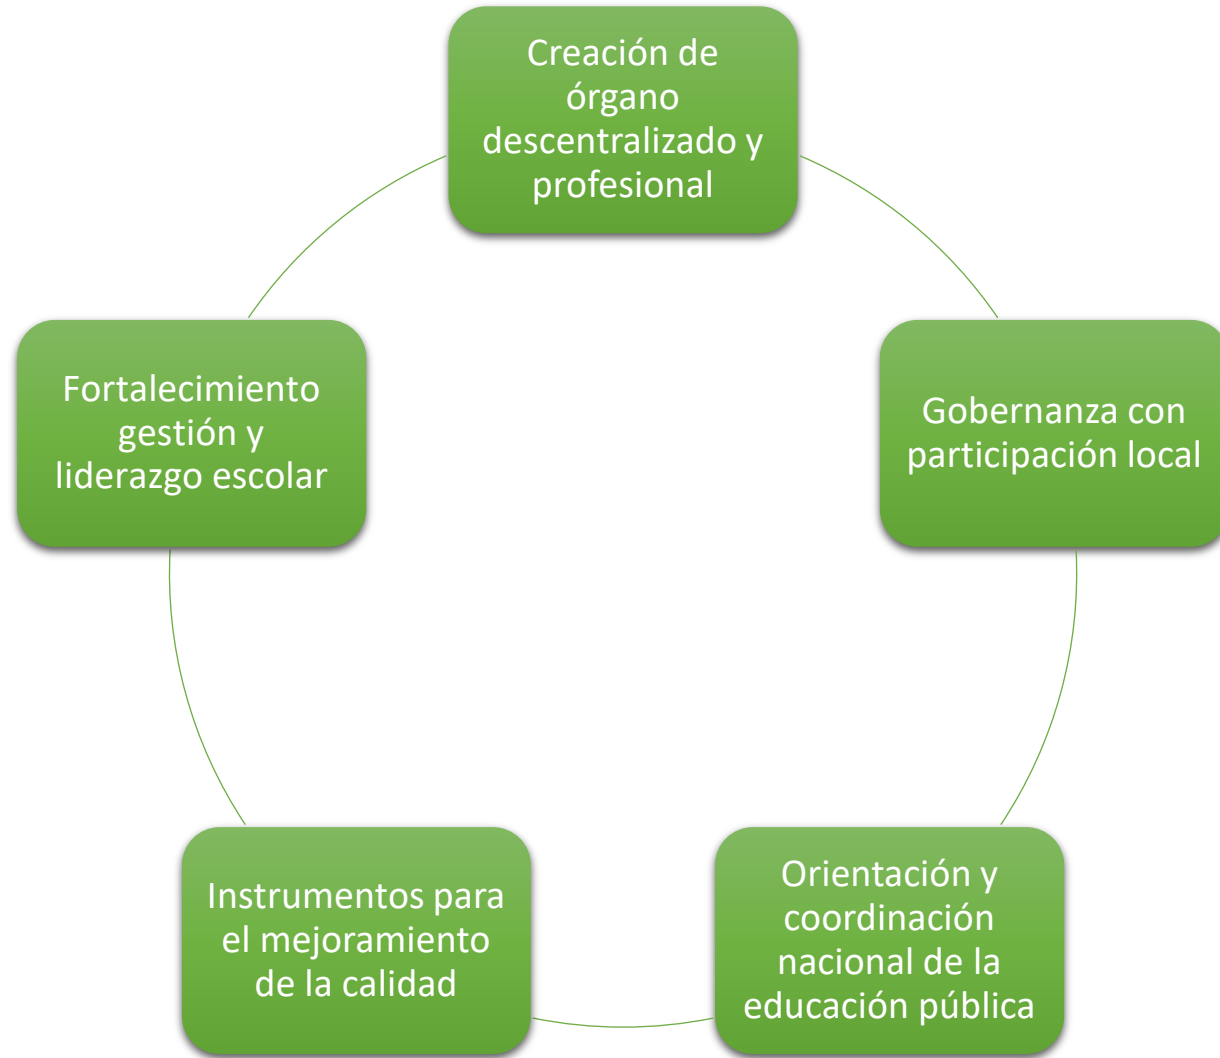 Creación de
órgano
descentralizado y
profesional
Gobernanza con
participación local
Orientación y
coordinación
nacional de la
educación pública
Instrumentos para
el mejoramiento
de la calidad
Fortalecimiento
gestión y
liderazgo escolar